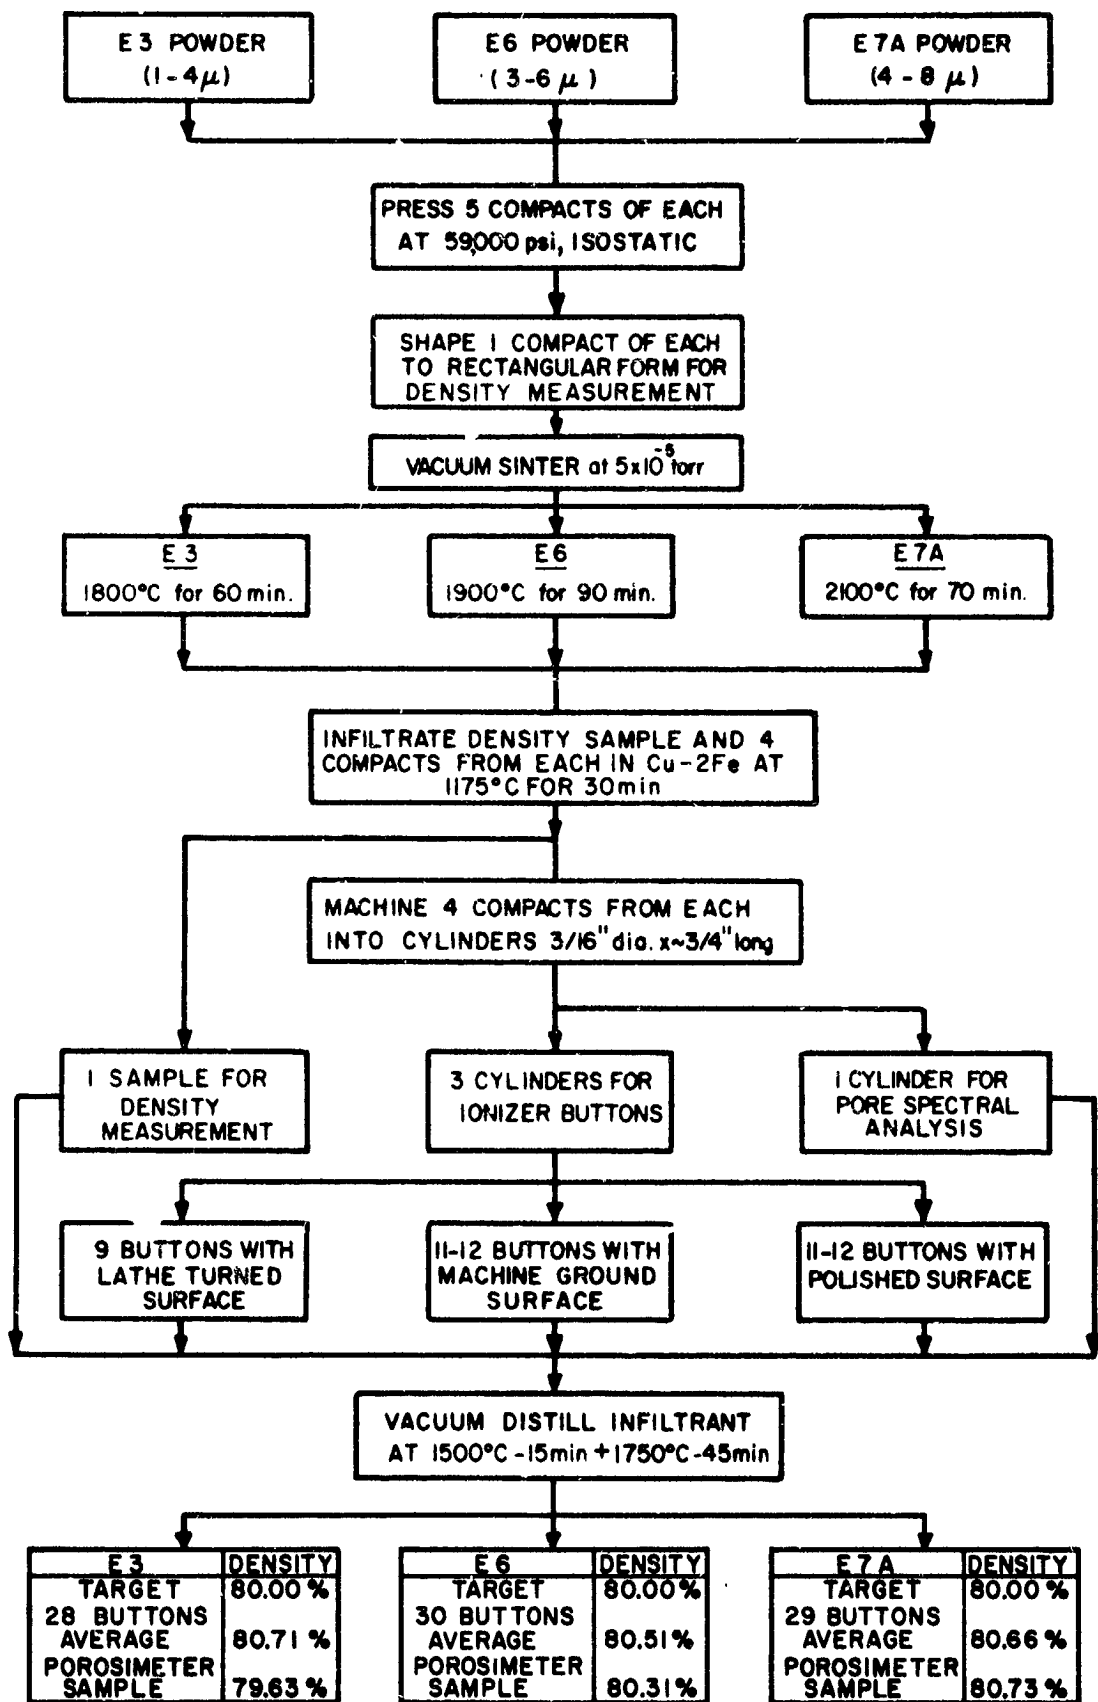 E3 POWDER
(1-4μ)
E6 POWDER
(3-6 μ)
E7A POWDER
(4-8 μ)
PRESS 5 COMPACTS OF EACH
AT 59,000 psi, ISOSTATIC
SHAPE 1 COMPACT OF EACH
TO RECTANGULAR FORM FOR
DENSITY MEASUREMENT
VACUUM SINTER at 5x10⁻⁵ torr
E3
1800°C for 60 min.
E6
1900°C for 90 min.
E7A
2100°C for 70 min.
INFILTRATE DENSITY SAMPLE AND 4
COMPACTS FROM EACH IN Cu-2Fe AT
1175°C FOR 30min
MACHINE 4 COMPACTS FROM EACH
INTO CYLINDERS 3/16" dia. x~3/4" long
1 SAMPLE FOR
DENSITY
MEASUREMENT
3 CYLINDERS FOR
IONIZER BUTTONS
1 CYLINDER FOR
PORE SPECTRAL
ANALYSIS
9 BUTTONS WITH
LATHE TURNED
SURFACE
11-12 BUTTONS WITH
MACHINE GROUND
SURFACE
11-12 BUTTONS WITH
POLISHED SURFACE
VACUUM DISTILL INFILTRANT
AT 1500°C-15min+1750°C-45min
E3 DENSITY
TARGET 80.00%
28 BUTTONS
AVERAGE 80.71%
POROSIMETER
SAMPLE 79.63%
E6 DENSITY
TARGET 80.00%
30 BUTTONS
AVERAGE 80.51%
POROSIMETER
SAMPLE 80.31%
E7A DENSITY
TARGET 80.00%
29 BUTTONS
AVERAGE 80.66%
POROSIMETER
SAMPLE 80.73%